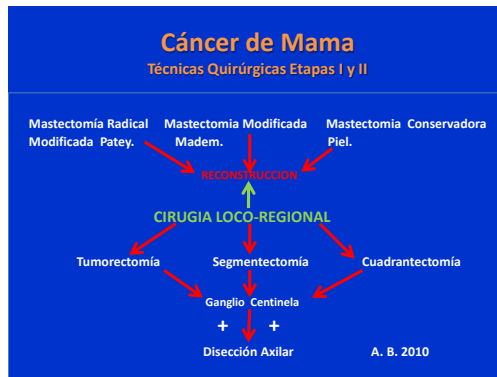 Cáncer de Mama
Técnicas Quirúrgicas Etapas I y II
Mastectomía Radical
Modificada Patey.
Mastectomia Modificada
Madem.
Mastectomia Conservadora
Piel.
RECONSTRUCCION
CIRUGIA LOCO-REGIONAL
Tumorectomía
Segmentectomía
Cuadrantectomía
Ganglio Centinela
+ +
Disección Axilar
A. B. 2010